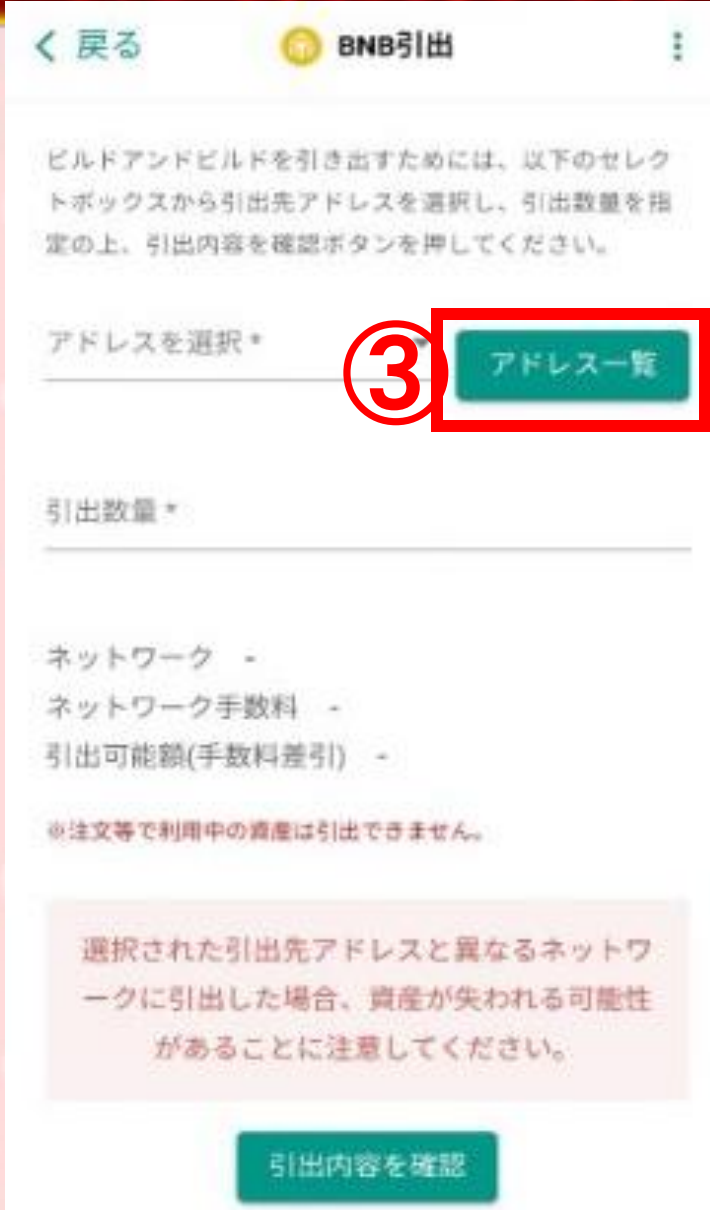 戻る BNB引出
ビルドアンドビルドを引き出すためには、以下のセレク
トボックスから引出先アドレスを選択し、引出数量を指
定の上、引出内容を確認ボタンを押してください。
アドレスを選択 * ③ アドレス一覧
引出数量 *
ネットワーク -
ネットワーク手数料 -
引出可能額(手数料差引) -
※注文等で利用中の資産は引出できません。
選択された引出先アドレスと異なるネットワ
ークに引出した場合、資産が失われる可能性
があることに注意してください。
引出内容を確認